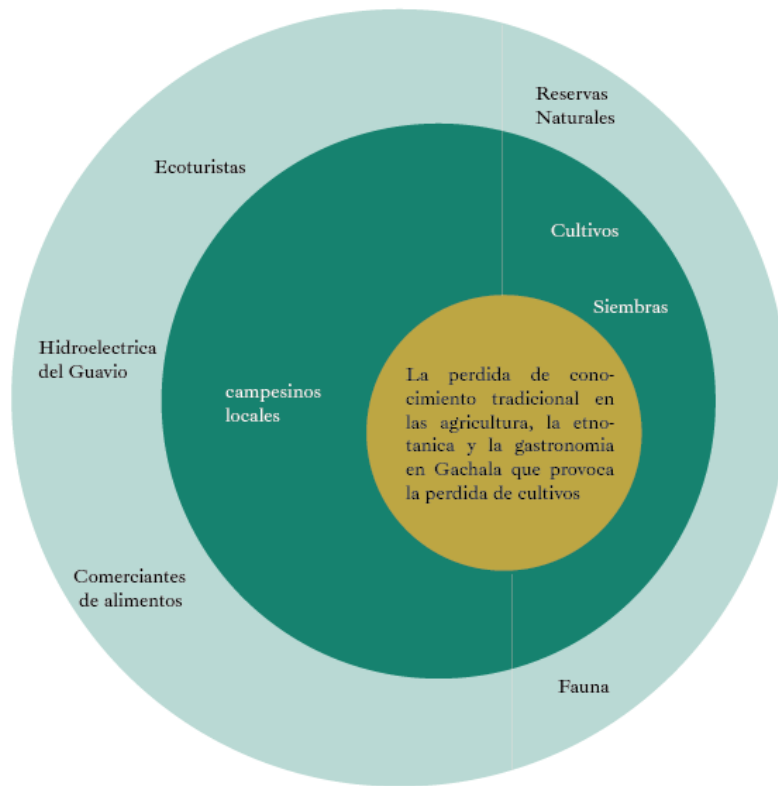 Reservas
Naturales
Ecoturistas
Cultivos
Siembras
Hidroelectrica
del Guavio
campesinos
locales
La perdida de cono-
cimiento tradicional en
las agricultura, la etno-
tanica y la gastronomia
en Gachala que provoca
la perdida de cultivos
Comerciantes
de alimentos
Fauna